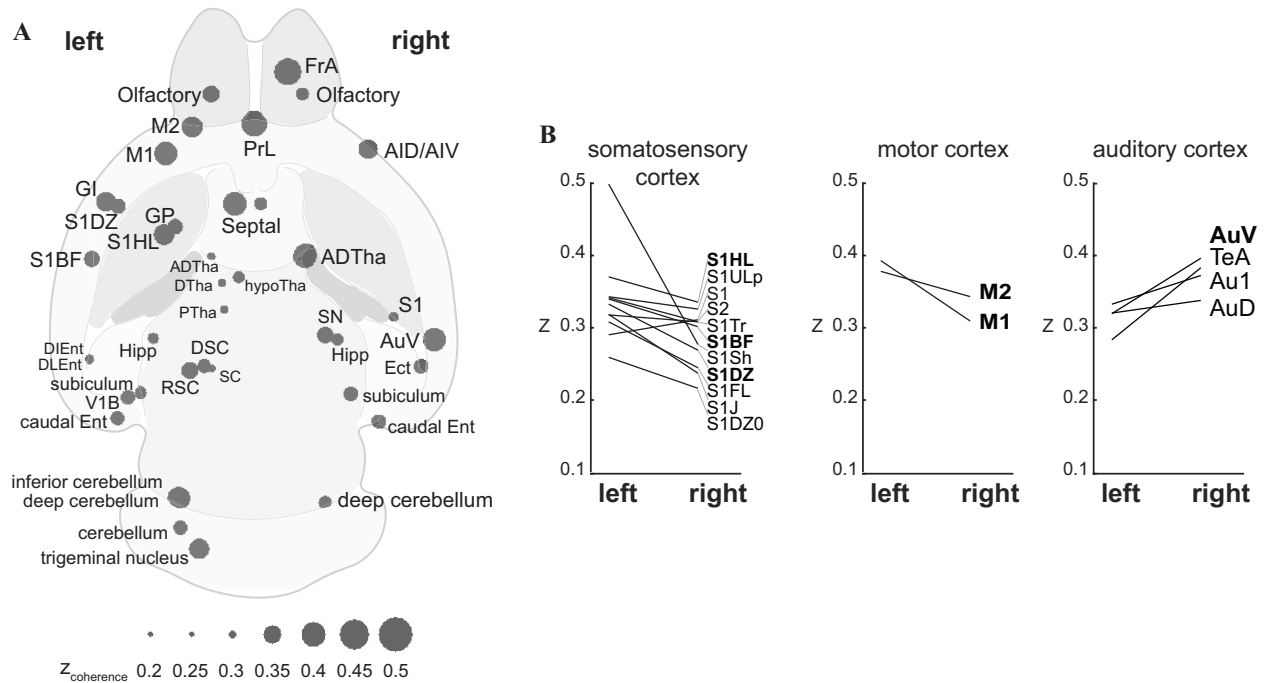 A
left
right
FrA
Olfactory
Olfactory
M2
PrL
M1
AID/AIV
GI
S1DZ
GP
S1HL
Septal
S1BF
ADTha
ADTha
DTha
hypoTha
PTha
S1
SN
AuV
Hipp
Hipp
DIEnt
DLEnt
DSC
SC
RSC
Ect
subiculum
V1B
subiculum
caudal Ent
caudal Ent
inferior cerebellum
deep cerebellum
deep cerebellum
cerebellum
trigeminal nucleus
zcoherence 0.2 0.25 0.3 0.35 0.4 0.45 0.5
B
somatosensory
cortex
0.5
0.4
z 0.3
0.2
0.1
left right
S1HL
S1ULp
S1
S2
S1Tr
S1BF
S1Sh
S1DZ
S1FL
S1J
S1DZ0
motor cortex
0.5
0.4
z 0.3
0.2
0.1
left right
M2
M1
auditory cortex
0.5
0.4
z 0.3
0.2
0.1
left right
AuV
TeA
Au1
AuD